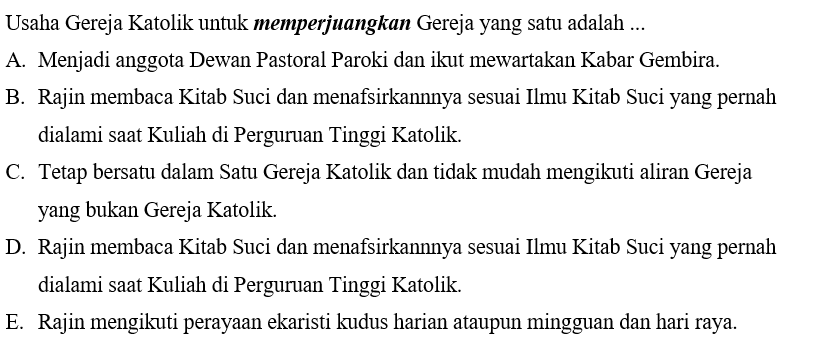 Usaha Gereja Katolik untuk memperjuangkan Gereja yang satu adalah ...
A. Menjadi anggota Dewan Pastoral Paroki dan ikut mewartakan Kabar Gembira.
B. Rajin membaca Kitab Suci dan menafsirkannnya sesuai Ilmu Kitab Suci yang pernah
dialami saat Kuliah di Perguruan Tinggi Katolik.
C. Tetap bersatu dalam Satu Gereja Katolik dan tidak mudah mengikuti aliran Gereja
yang bukan Gereja Katolik.
D. Rajin membaca Kitab Suci dan menafsirkannnya sesuai Ilmu Kitab Suci yang pernah
dialami saat Kuliah di Perguruan Tinggi Katolik.
E. Rajin mengikuti perayaan ekaristi kudus harian ataupun mingguan dan hari raya.